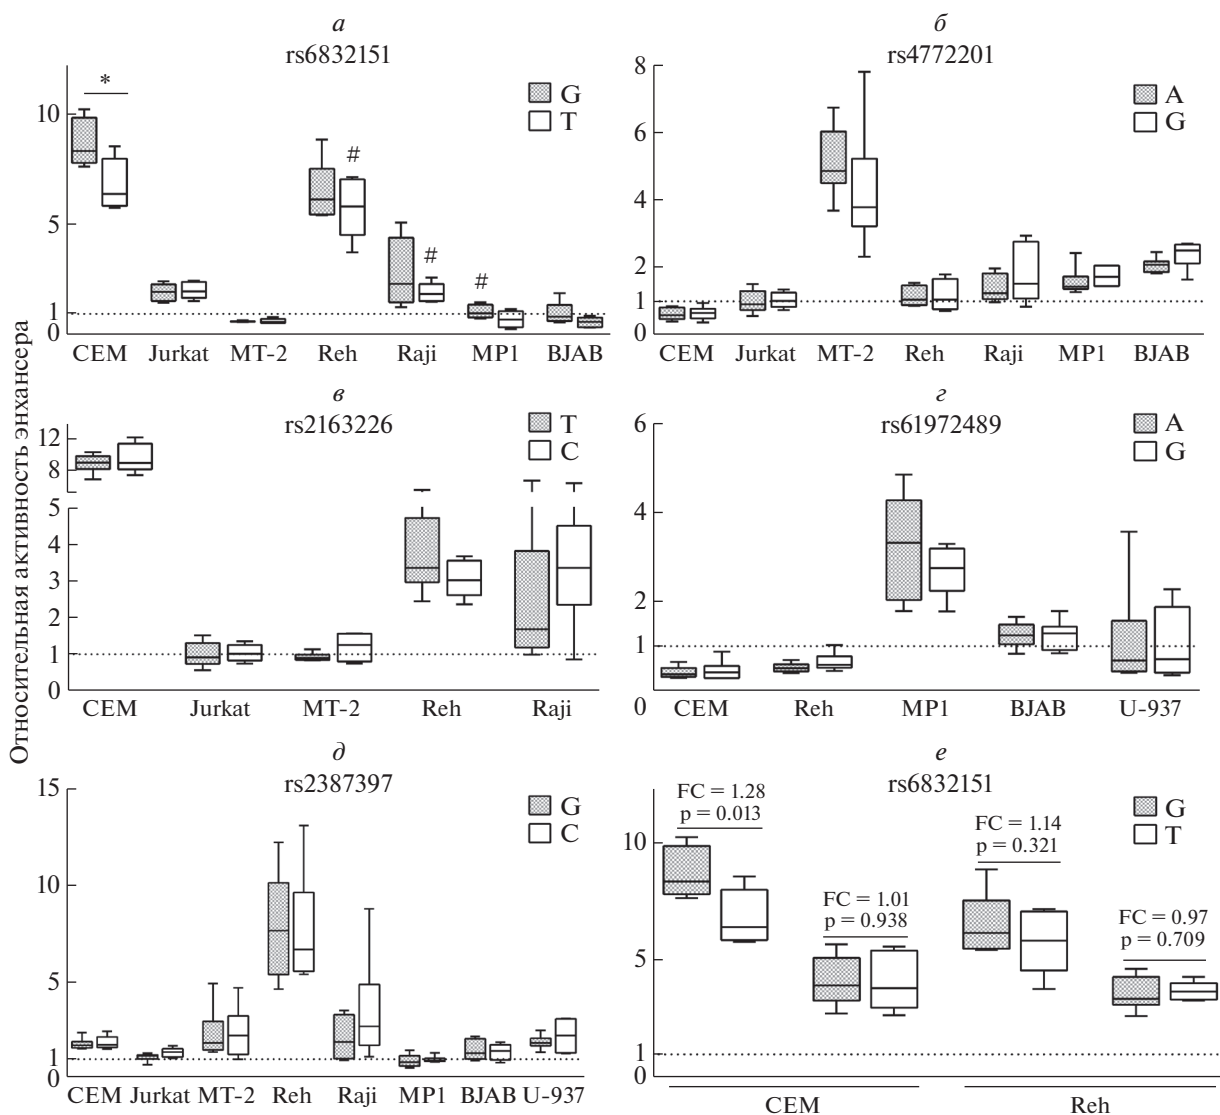 Относительная активность энхансера
а
rs6832151
*
#
#
#
G
T
10
5
1
0
CEM Jurkat MT-2 Reh Raji MP1 BJAB
б
rs4772201
A
G
8
6
4
2
1
0
CEM Jurkat MT-2 Reh Raji MP1 BJAB
в
rs2163226
T
C
12
8
5
4
3
2
1
0
CEM Jurkat MT-2 Reh Raji
г
rs61972489
A
G
6
4
2
1
0
CEM Reh MP1 BJAB U-937
д
rs2387397
G
C
15
10
5
1
0
CEM Jurkat MT-2 Reh Raji MP1 BJAB U-937
е
rs6832151
G
T
FC = 1.28
p = 0.013
FC = 1.01
p = 0.938
FC = 1.14
p = 0.321
FC = 0.97
p = 0.709
10
5
1
0
CEM Reh